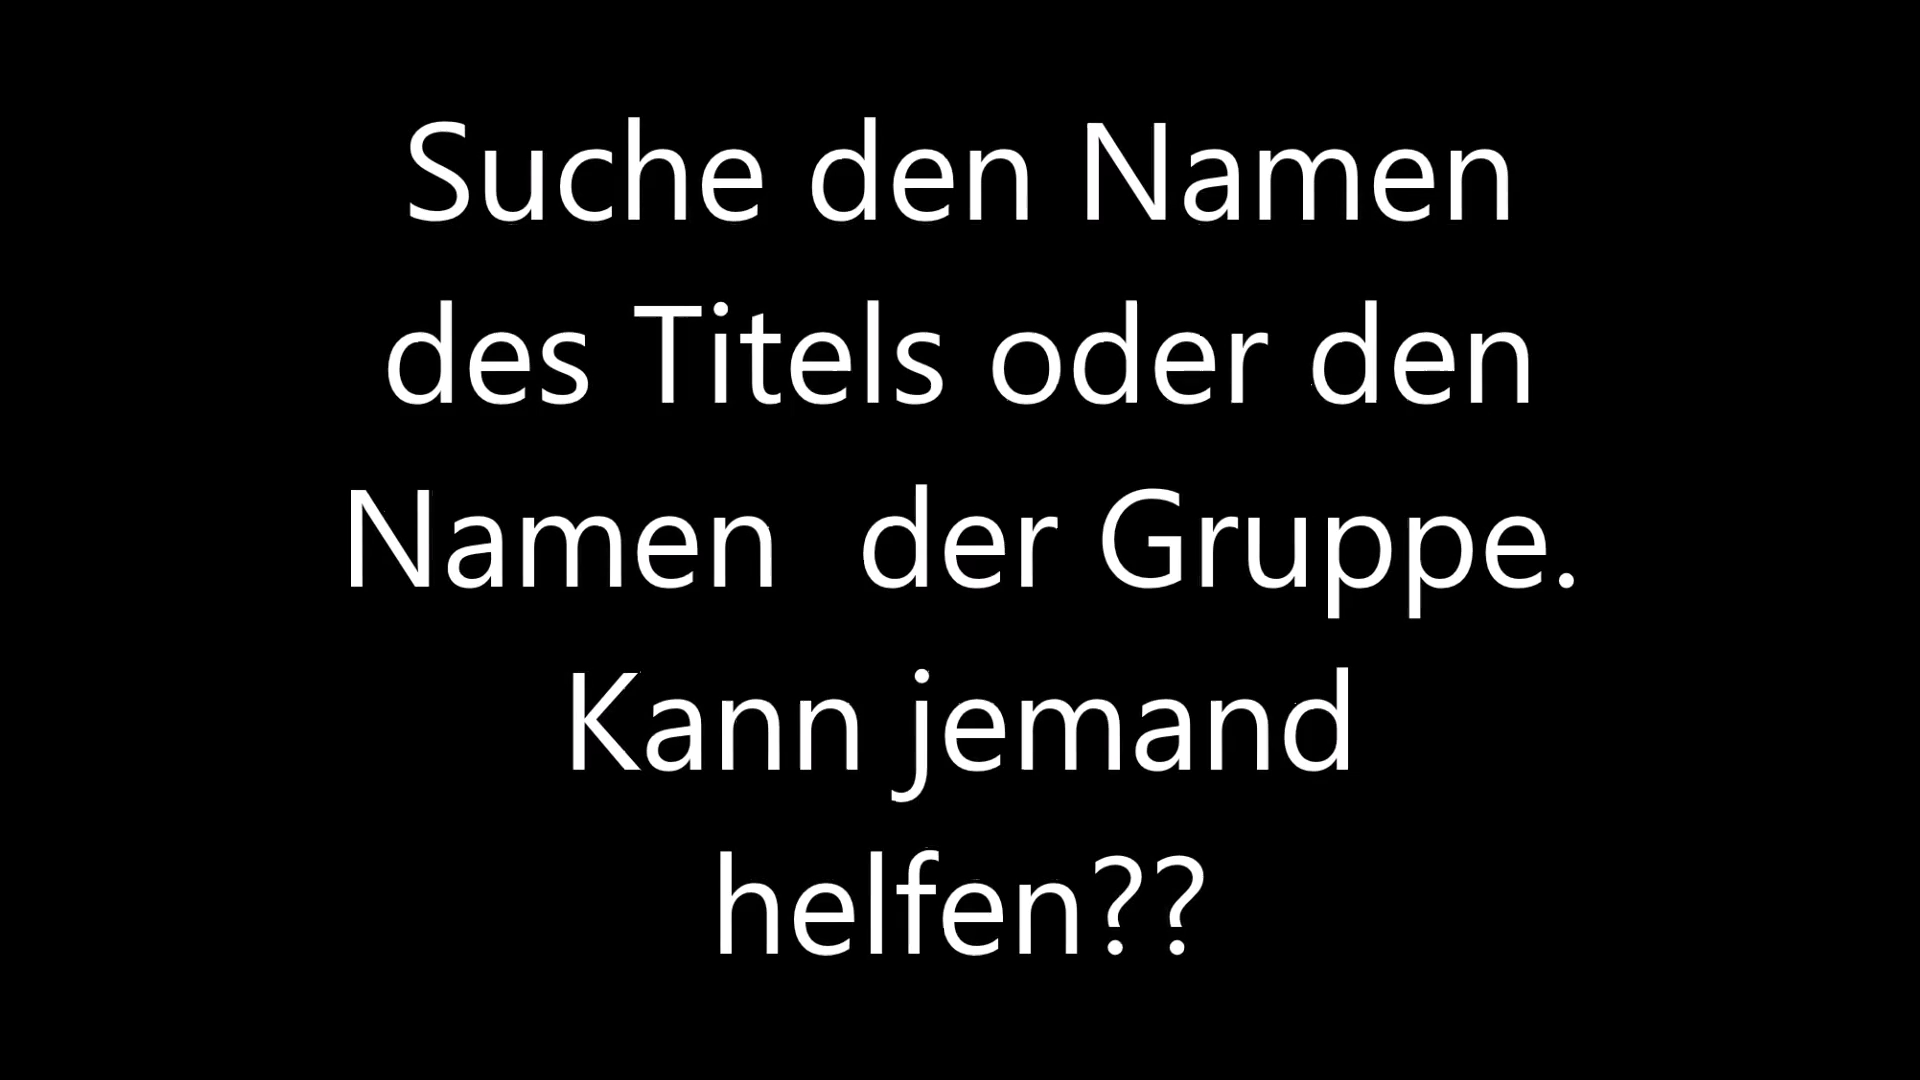 Suche den Namen
des Titels oder den
Namen  der Gruppe.
Kann jemand
helfen??